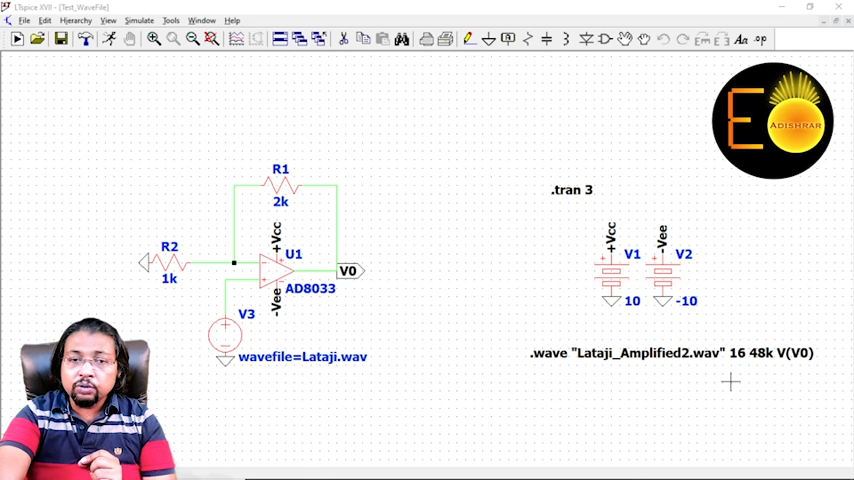 LTspice XVII - [Test_WaveFile]
File Edit Hierarchy View Simulate Tools Window Help
.op
E
ADISHRAR
R1
2k
.tran 3
+Vcc
+Vcc
-Vee
R2
1k
U1
V0
AD8033
-Vee
V1
V2
10
-10
V3
wavefile=Lataji.wav
.wave "Lataji_Amplified2.wav" 16 48k V(V0)